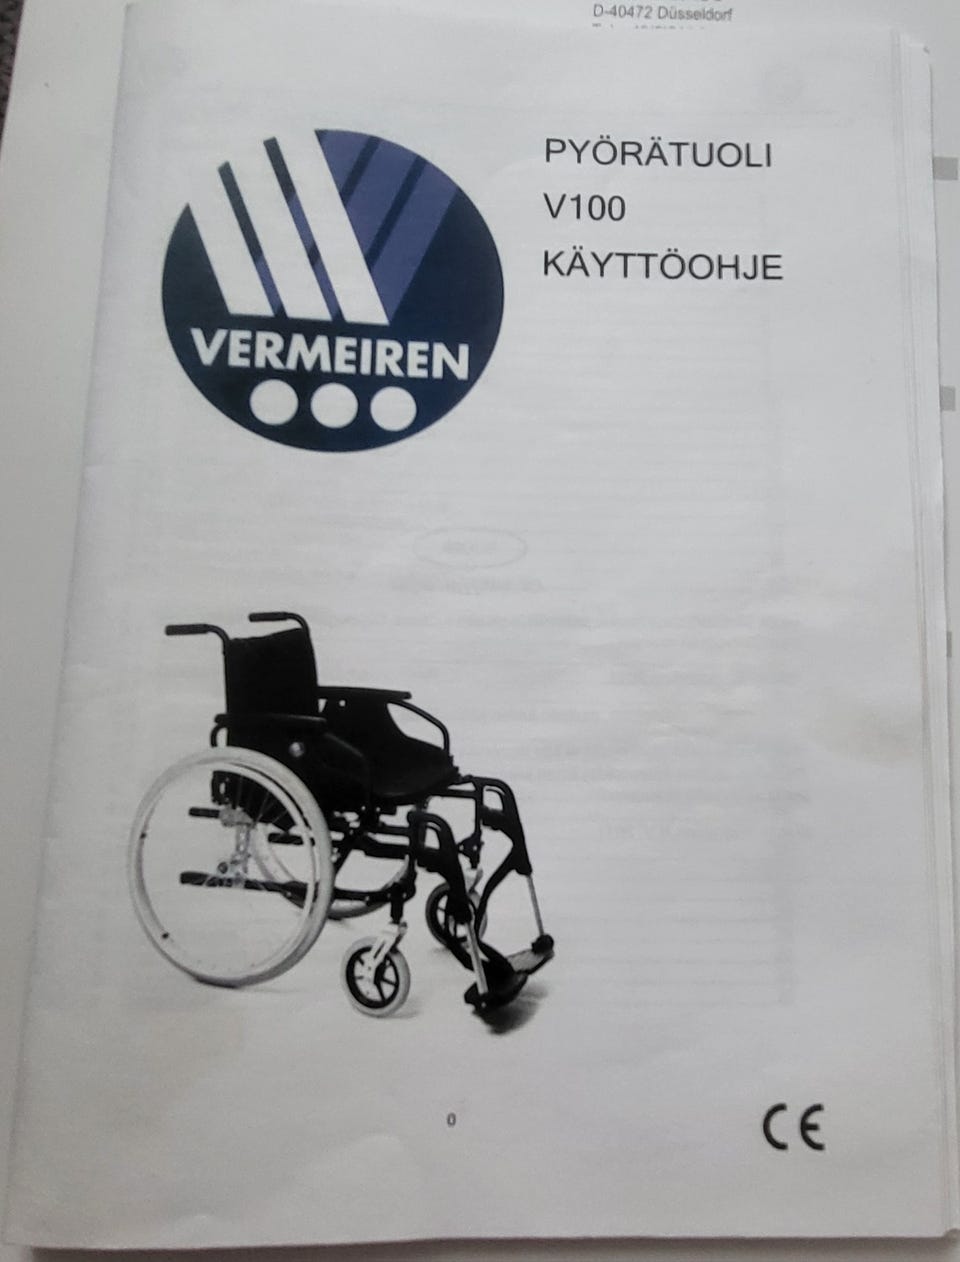 D-40472 Düsseldorf
PYÖRÄTUOLI
V100
KÄYTTÖOHJE
VERMEIREN
0
CE